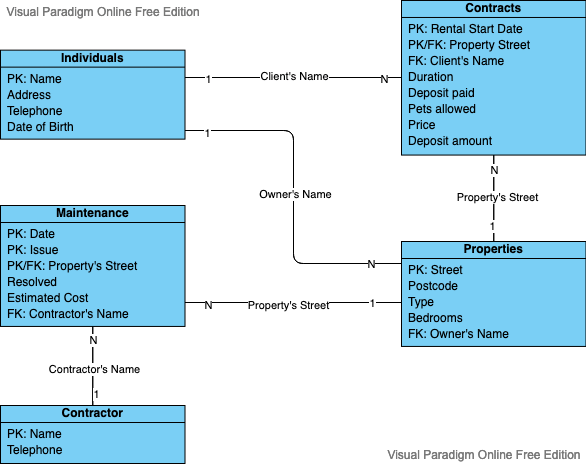 Visual Paradigm Online Free Edition
Contracts
PK: Rental Start Date
PK/FK: Property Street
FK: Client's Name
Duration
Deposit paid
Pets allowed
Price
Deposit amount
Individuals
PK: Name
Address
Telephone
Date of Birth
1
Client's Name
N
1
Owner's Name
N
N
Property's Street
1
Maintenance
PK: Date
PK: Issue
PK/FK: Property's Street
Resolved
Estimated Cost
FK: Contractor's Name
Properties
PK: Street
Postcode
Type
Bedrooms
FK: Owner's Name
N
Property's Street
1
N
Contractor's Name
1
Contractor
PK: Name
Telephone
Visual Paradigm Online Free Edition